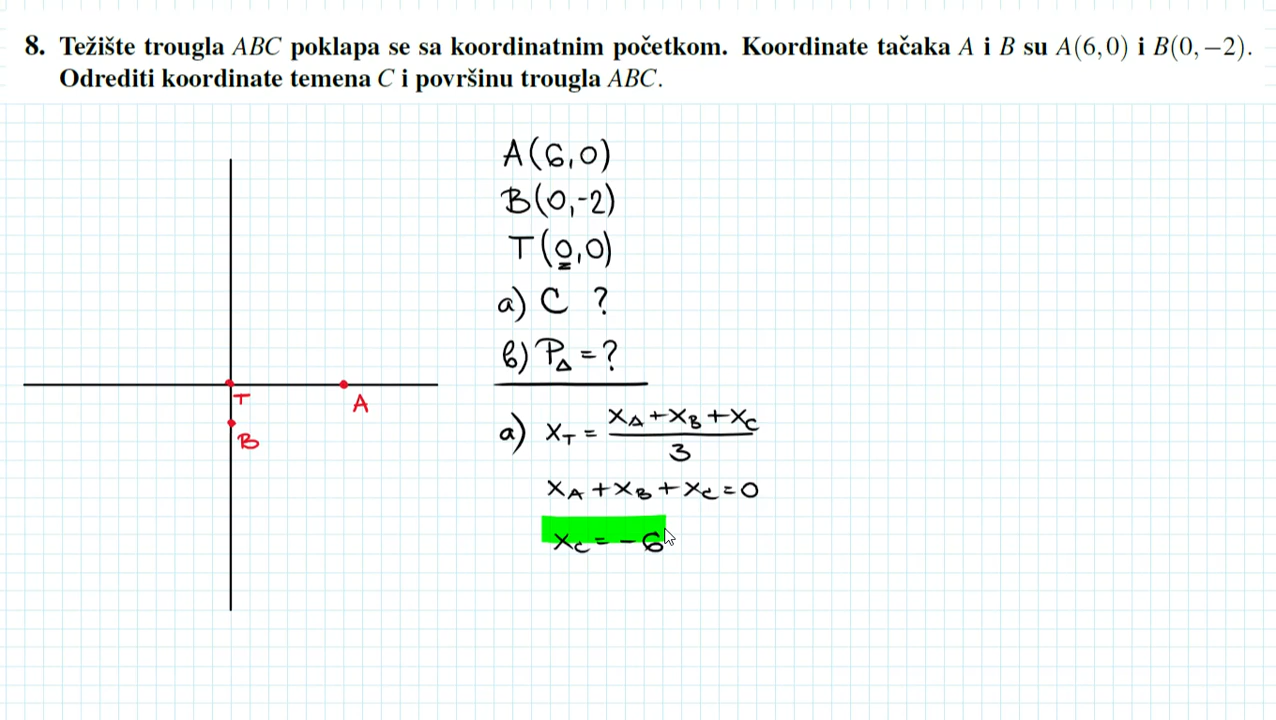 8. Težište trougla ABC poklapa se sa koordinatnim početkom. Koordinate tačaka A i B su A(6,0) i B(0,−2).
Odrediti koordinate temena C i površinu trougla ABC.
A(6,0)
B(0,-2)
T(0,0)
a) C ?
b) P△ = ?
T
A
B
a) x_T = (x_A + x_B + x_C) / 3
x_A + x_B + x_C = 0
x_C = - 6